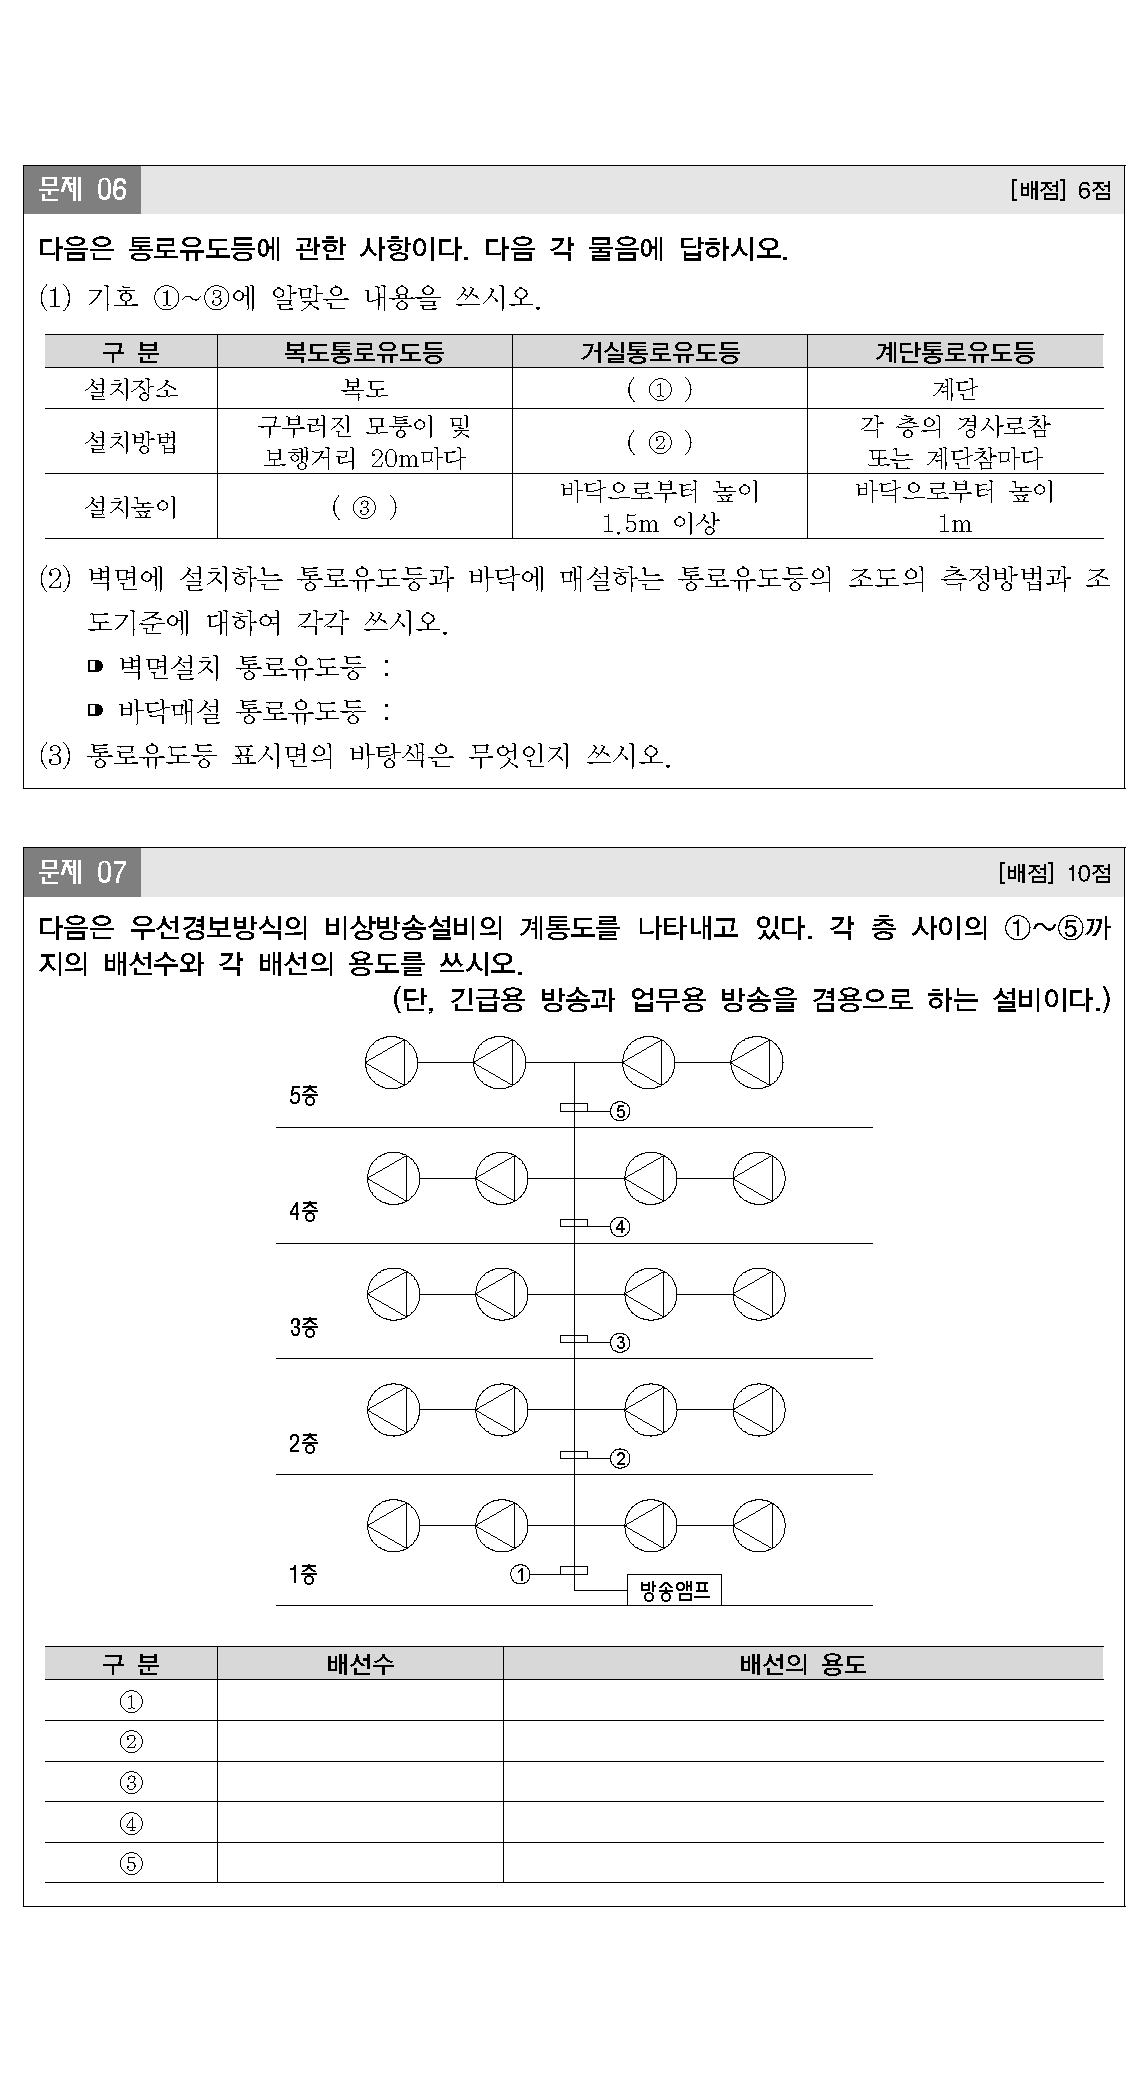 문제 06 [배점] 6점
다음은 통로유도등에 관한 사항이다. 다음 각 물음에 답하시오.
(1) 기호 ①~③에 알맞은 내용을 쓰시오.
구 분 복도통로유도등 거실통로유도등 계단통로유도등
설치장소 복도 ( ① ) 계단
설치방법 구부러진 모퉁이 및 보행거리 20m마다 ( ② ) 각 층의 경사로참 또는 계단참마다
설치높이 ( ③ ) 바닥으로부터 높이 1.5m 이상 바닥으로부터 높이 1m
(2) 벽면에 설치하는 통로유도등과 바닥에 매설하는 통로유도등의 조도의 측정방법과 조
도기준에 대하여 각각 쓰시오.
벽면설치 통로유도등 :
바닥매설 통로유도등 :
(3) 통로유도등 표시면의 바탕색은 무엇인지 쓰시오.
문제 07 [배점] 10점
다음은 우선경보방식의 비상방송설비의 계통도를 나타내고 있다. 각 층 사이의 ①~⑤까
지의 배선수와 각 배선의 용도를 쓰시오.
(단, 긴급용 방송과 업무용 방송을 겸용으로 하는 설비이다.)
5층
⑤
4층
④
3층
③
2층
②
1층 ①
방송앰프
구 분 배선수 배선의 용도
①
②
③
④
⑤